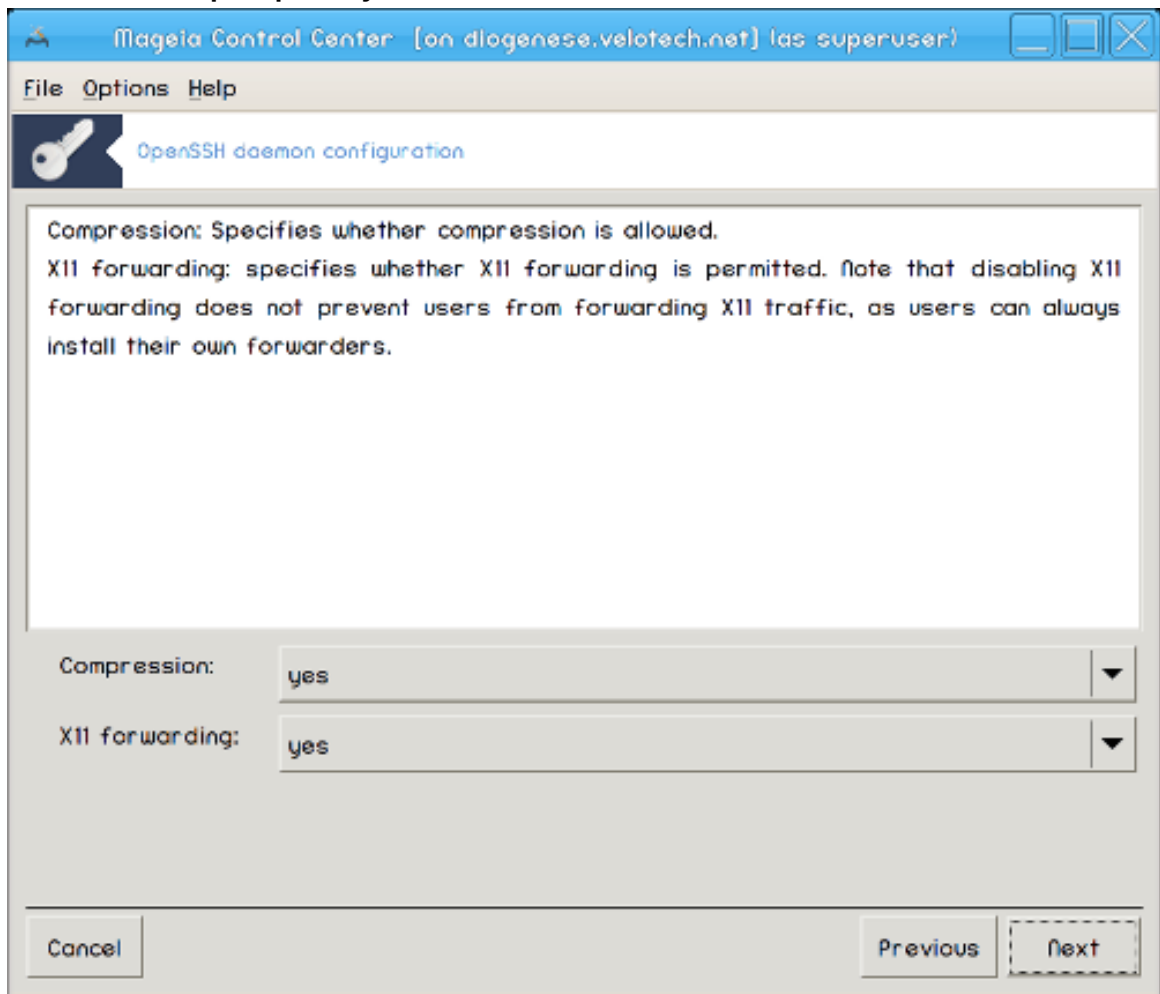 Mageia Control Center [on diogenese.velotech.net] (as superuser)
File Options Help
OpenSSH daemon configuration
Compression: Specifies whether compression is allowed.
X11 forwarding: specifies whether X11 forwarding is permitted. Note that disabling X11
forwarding does not prevent users from forwarding X11 traffic, as users can always
install their own forwarders.
Compression:
yes
X11 forwarding:
yes
Cancel
Previous
Next